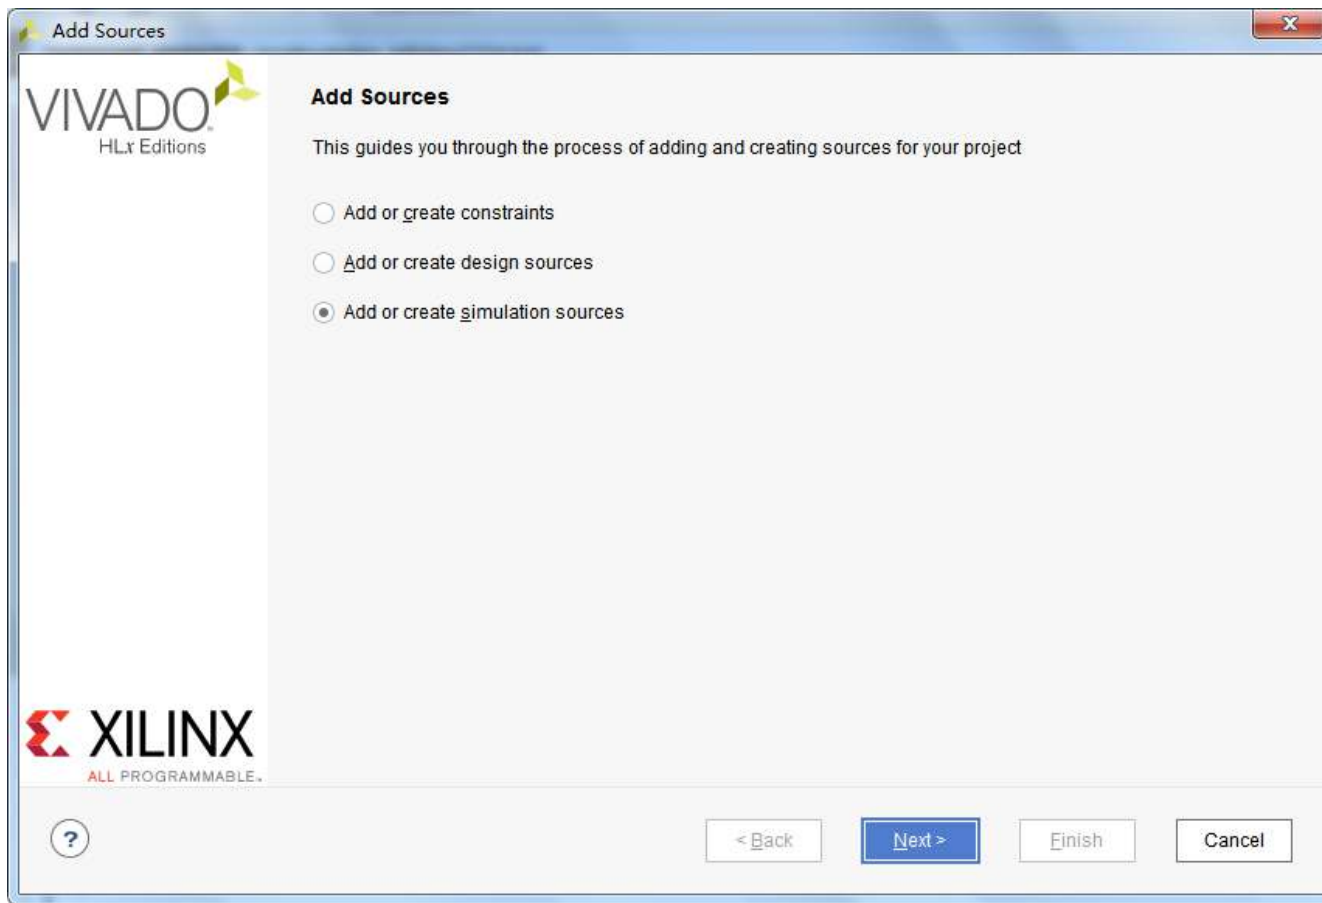 Add Sources
VIVADO
HLx Editions
Add Sources
This guides you through the process of adding and creating sources for your project
Add or create constraints
Add or create design sources
Add or create simulation sources
XILINX
ALL PROGRAMMABLE™
?
< Back
Next >
Finish
Cancel